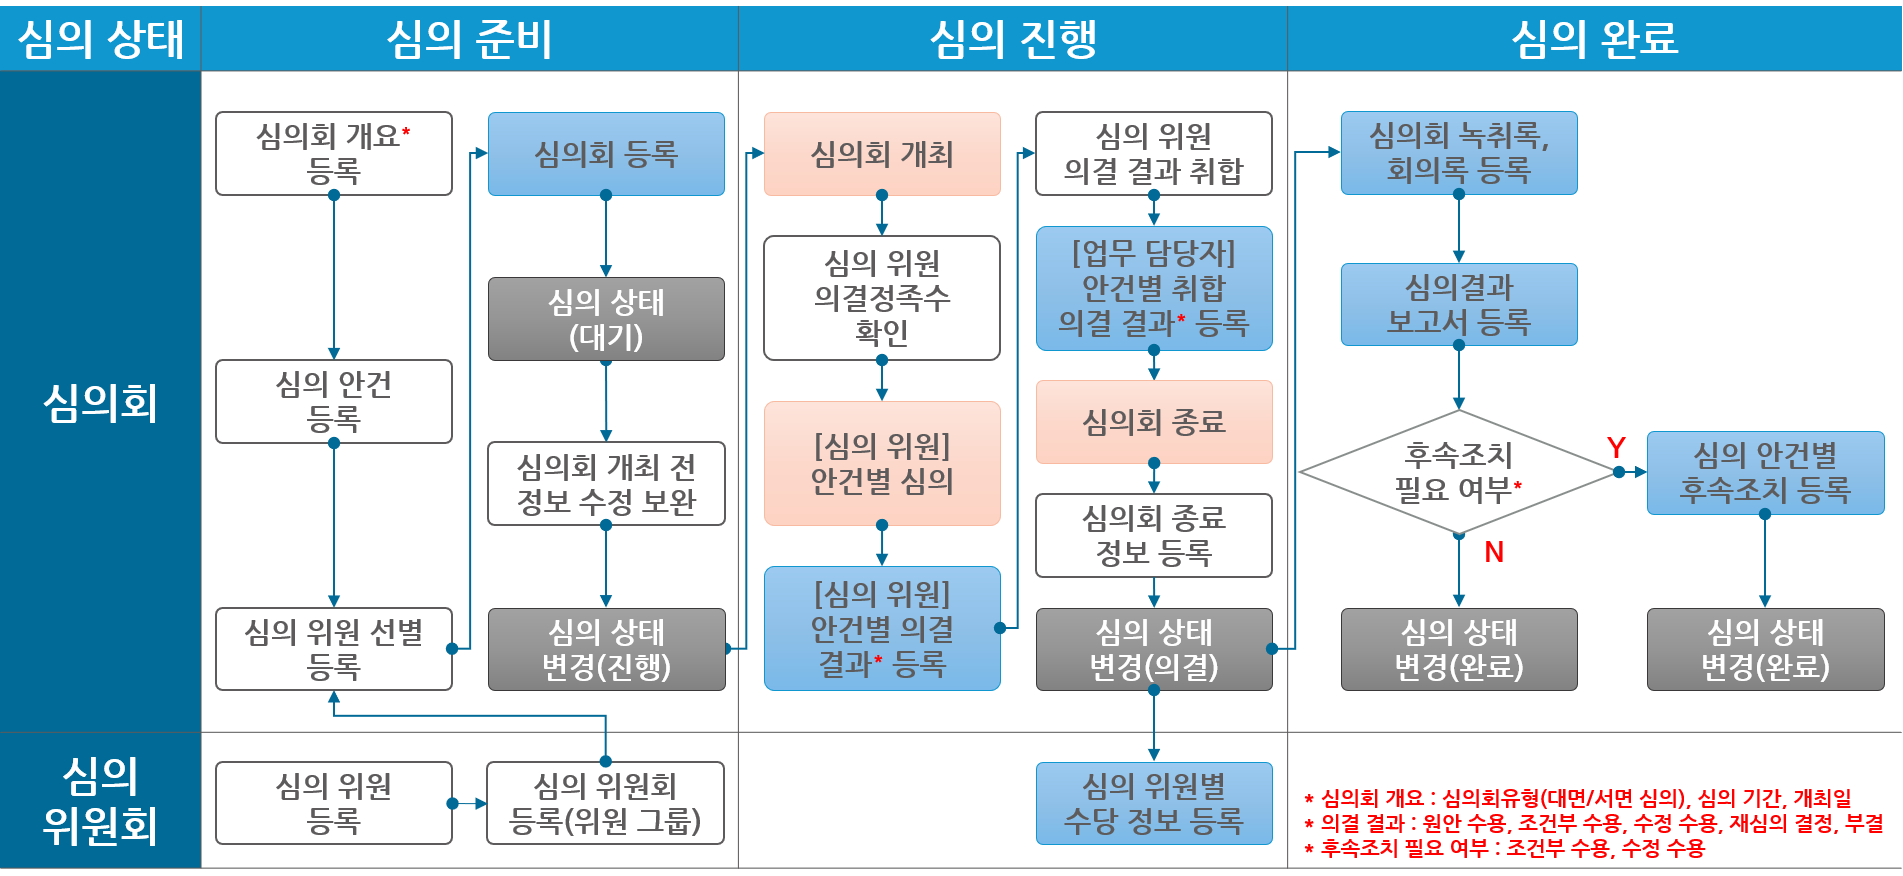 심의 상태
심의 준비
심의 진행
심의 완료
심의회
심의회 개요*
등록
심의 안건
등록
심의 위원 선별
등록
심의회 등록
심의 상태
(대기)
심의회 개최 전
정보 수정 보완
심의 상태
변경(진행)
심의회 개최
심의 위원
의결정족수
확인
[심의 위원]
안건별 심의
[심의 위원]
안건별 의결
결과* 등록
심의 위원
의결 결과 취합
[업무 담당자]
안건별 취합
의결 결과* 등록
심의회 종료
심의회 종료
정보 등록
심의 상태
변경(의결)
심의회 녹취록,
회의록 등록
심의결과
보고서 등록
후속조치
필요 여부*
Y
N
심의 안건별
후속조치 등록
심의 상태
변경(완료)
심의 상태
변경(완료)
심의
위원회
심의 위원
등록
심의 위원회
등록(위원 그룹)
심의 위원별
수당 정보 등록
* 심의회 개요 : 심의회유형(대면/서면 심의), 심의 기간, 개최일
* 의결 결과 : 원안 수용, 조건부 수용, 수정 수용, 재심의 결정, 부결
* 후속조치 필요 여부 : 조건부 수용, 수정 수용